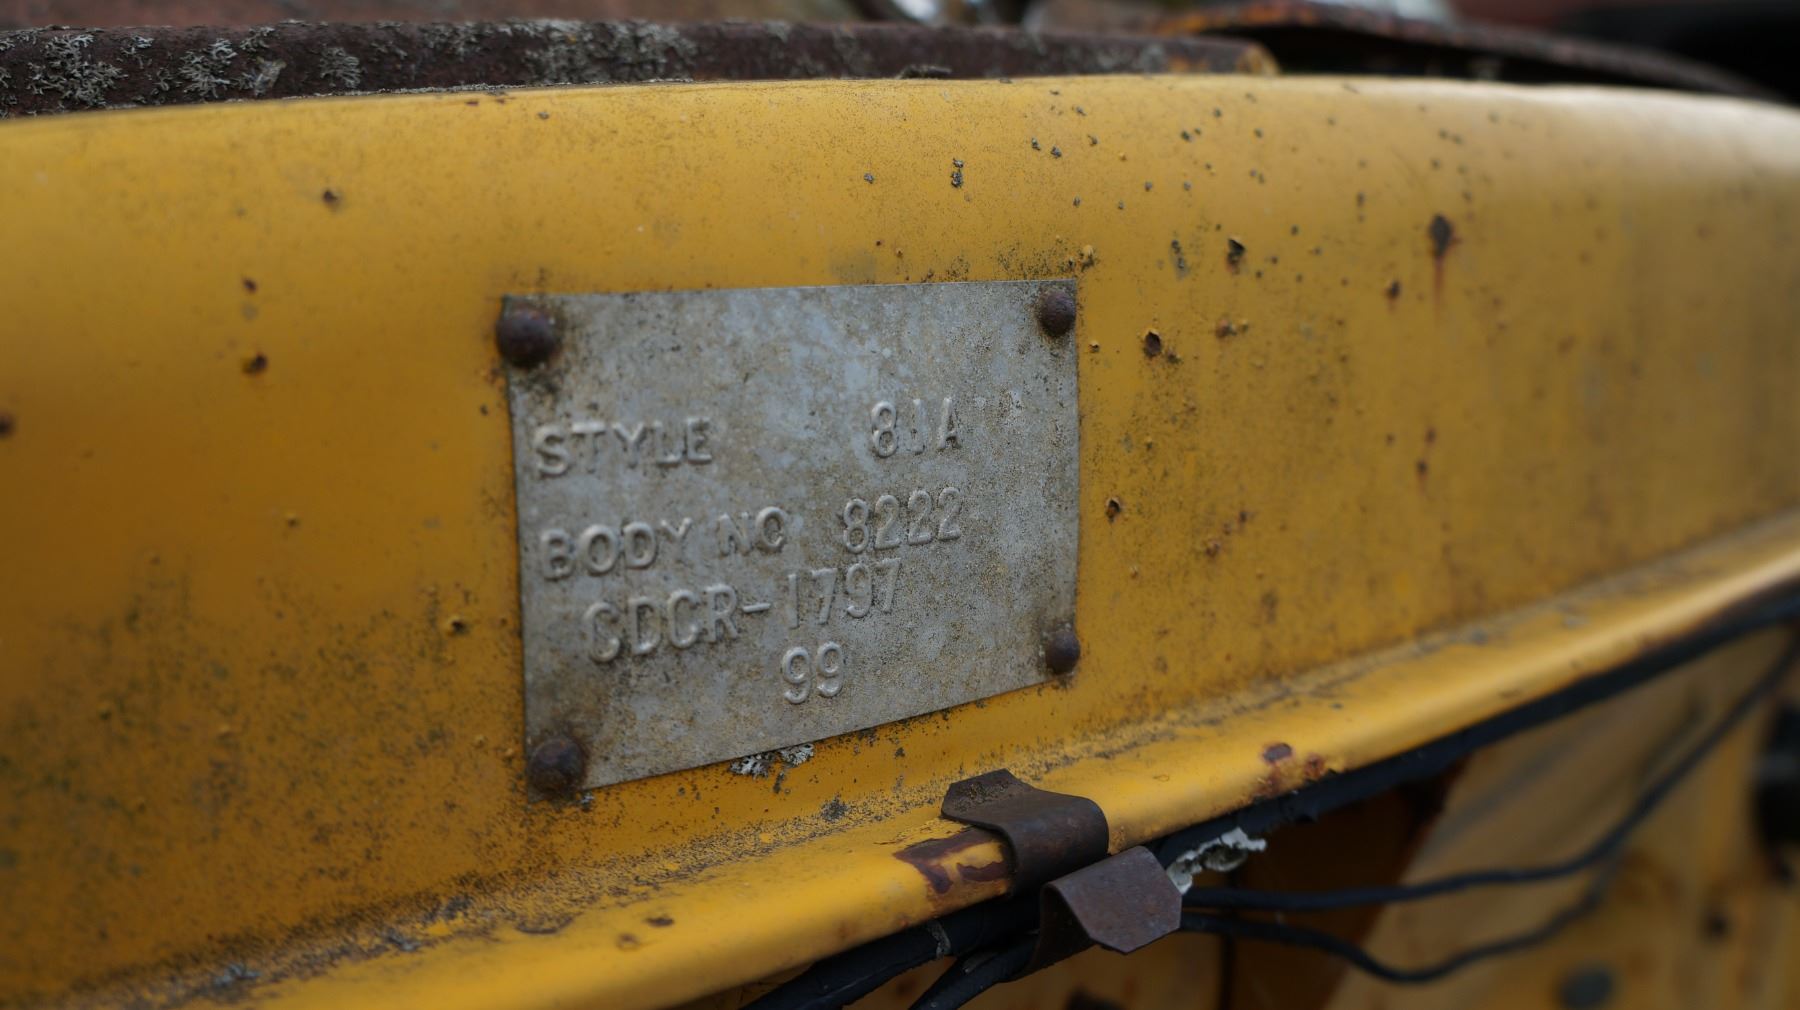 STYLE 81A
BODY NO 8222
CDCR-1797
99